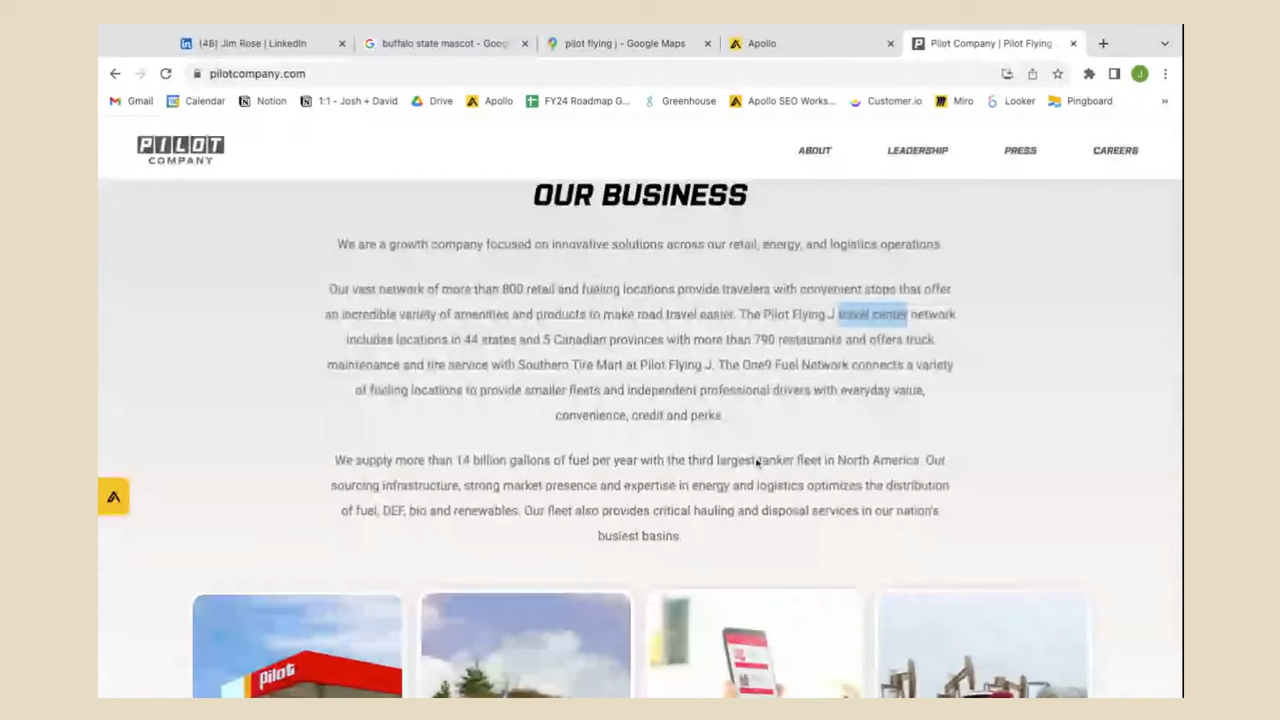 (46) Jim Rose | LinkedIn
buffalo state mascot - Goog
pilot flying j - Google Maps
Apollo
Pilot Company | Pilot Flying
pilotcompany.com
Gmail
Calendar
Notion
1:1 - Josh + David
Drive
Apollo
FY24 Roadmap G...
Greenhouse
Apollo SEO Works...
Customer.io
Miro
Looker
Pingboard
»
PILOT
COMPANY
ABOUT
LEADERSHIP
PRESS
CAREERS
OUR BUSINESS
We are a growth company focused on innovative solutions across our retail, energy, and logistics operations.
Our vast network of more than 800 retail and fueling locations provide travelers with convenient stops that offer
an incredible variety of amenities and products to make road travel easier. The Pilot Flying J travel center network
includes locations in 44 states and 5 Canadian provinces with more than 790 restaurants and offers truck
maintenance and tire service with Southern Tire Mart at Pilot Flying J. The One9 Fuel Network connects a variety
of fueling locations to provide smaller fleets and independent professional drivers with everyday value,
convenience, credit and perks.
We supply more than 14 billion gallons of fuel per year with the third largest tanker fleet in North America. Our
sourcing infrastructure, strong market presence and expertise in energy and logistics optimizes the distribution
of fuel, DEF, bio and renewables. Our fleet also provides critical hauling and disposal services in our nation's
busiest basins.
Pilot